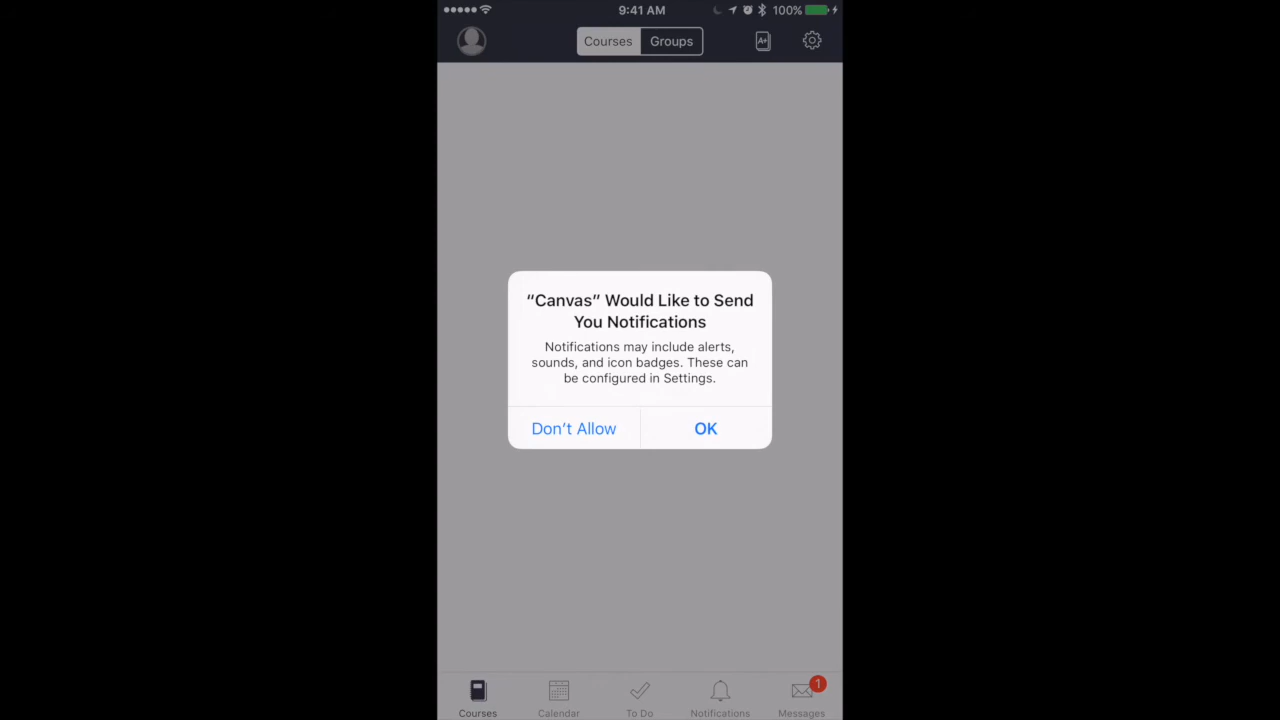 9:41 AM 100%
Courses Groups A+
“Canvas” Would Like to Send
You Notifications
Notifications may include alerts,
sounds, and icon badges. These can
be configured in Settings.
Don’t Allow OK
1
Courses Calendar To Do Notifications Messages